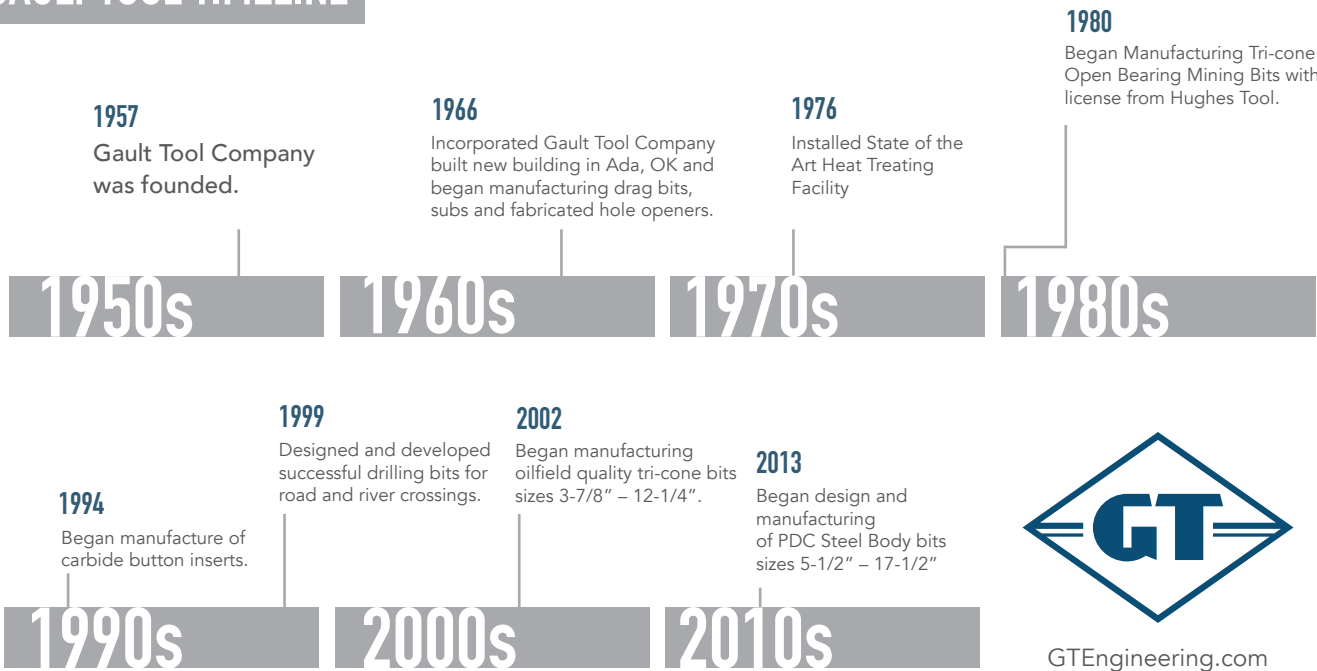 GAULT TOOL TIMELINE
1957
Gault Tool Company
was founded.
1966
Incorporated Gault Tool Company
built new building in Ada, OK and
began manufacturing drag bits,
subs and fabricated hole openers.
1976
Installed State of the
Art Heat Treating
Facility
1980
Began Manufacturing Tri-cone
Open Bearing Mining Bits with
license from Hughes Tool.
1950s
1960s
1970s
1980s
1994
Began manufacture of
carbide button inserts.
1999
Designed and developed
successful drilling bits for
road and river crossings.
2002
Began manufacturing
oilfield quality tri-cone bits
sizes 3-7/8” – 12-1/4”.
2013
Began design and
manufacturing
of PDC Steel Body bits
sizes 5-1/2” – 17-1/2”
1990s
2000s
2010s
GT
GTEngineering.com